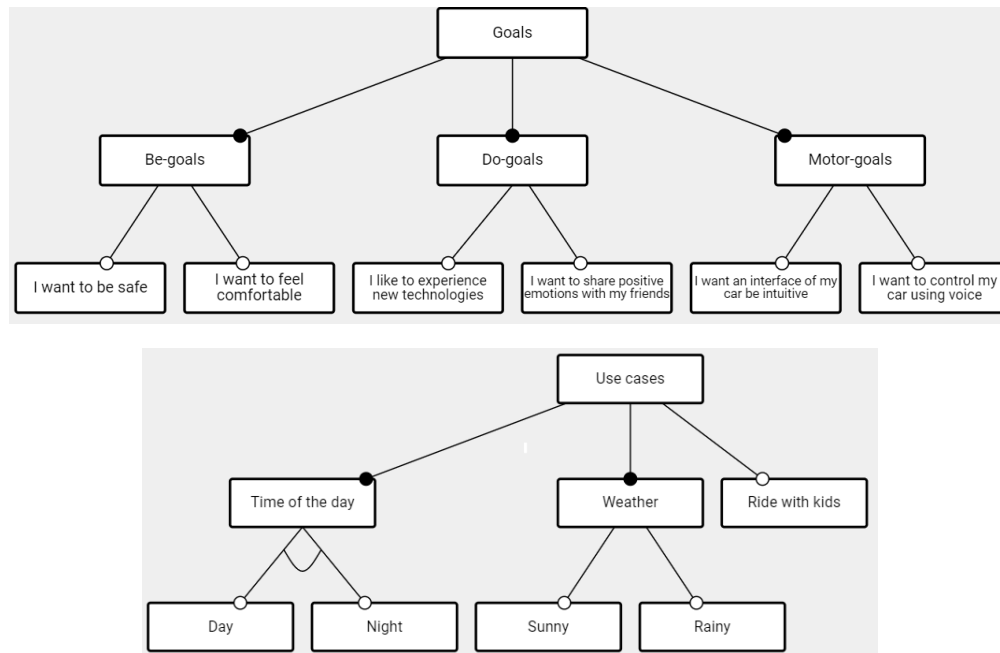 Goals
Be-goals
Do-goals
Motor-goals
I want to be safe
I want to feel
comfortable
I like to experience
new technologies
I want to share positive
emotions with my friends
I want an interface of my
car be intuitive
I want to control my
car using voice
Use cases
Time of the day
Weather
Ride with kids
Day
Night
Sunny
Rainy